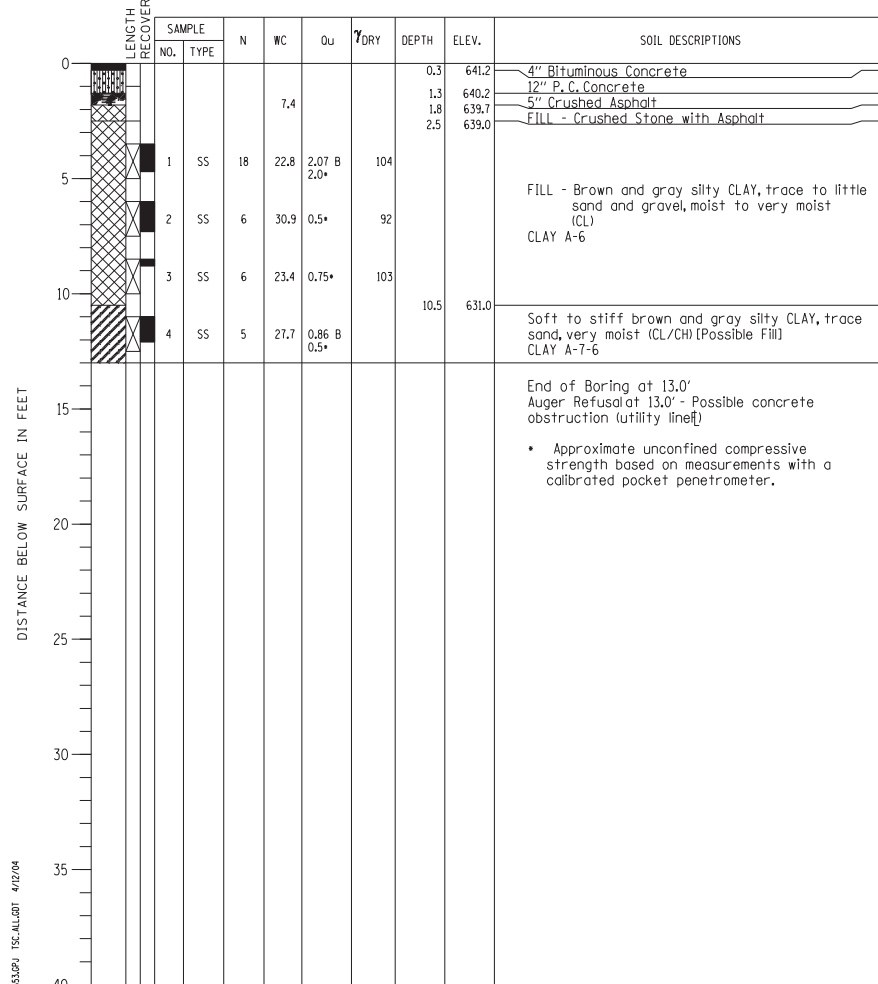 LENGTH
RECOVER
SAMPLE
NO. TYPE N WC Qu γDRY DEPTH ELEV. SOIL DESCRIPTIONS
0
0.3 641.2 4" Bituminous Concrete
1.3 640.2 12" P.C. Concrete
7.4 1.8 639.7 5" Crushed Asphalt
2.5 639.0 FILL - Crushed Stone with Asphalt
1 SS 18 22.8 2.07 B 104
2.0*
5
FILL - Brown and gray silty CLAY, trace to little
sand and gravel, moist to very moist
(CL)
CLAY A-6
2 SS 6 30.9 0.5* 92
3 SS 6 23.4 0.75* 103
10
10.5 631.0
Soft to stiff brown and gray silty CLAY, trace
sand, very moist (CL/CH) [Possible Fill]
CLAY A-7-6
4 SS 5 27.7 0.86 B
0.5*
End of Boring at 13.0'
Auger Refusal at 13.0' - Possible concrete
obstruction (utility line)
* Approximate unconfined compressive
strength based on measurements with a
calibrated pocket penetrometer.
15
20
25
30
35
40
DISTANCE BELOW SURFACE IN FEET
53.GPJ TSC_ALL.GDT 4/12/04